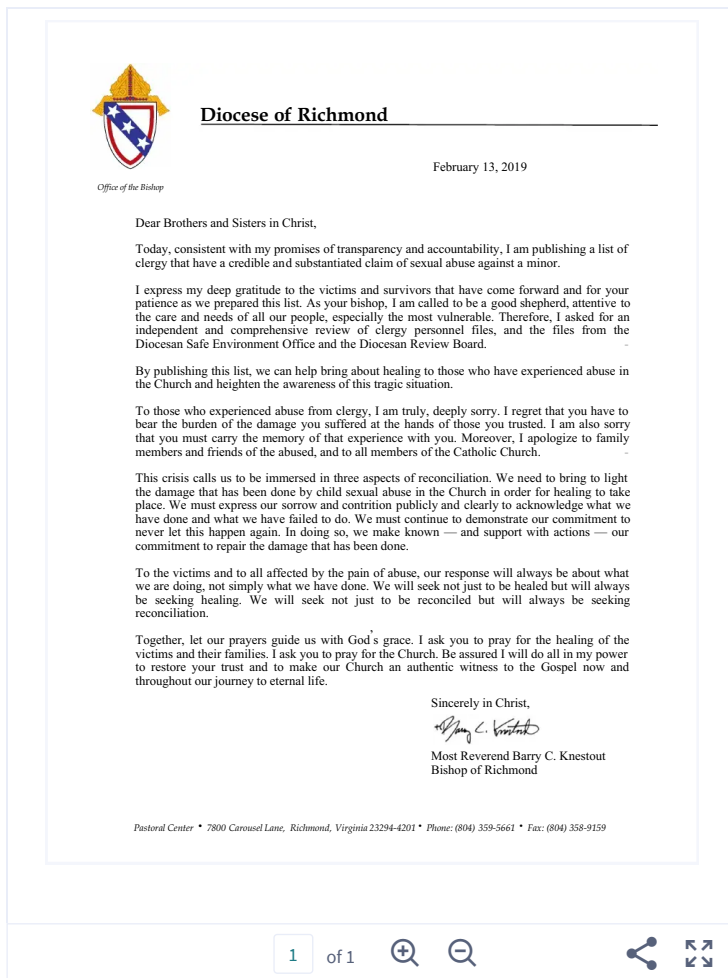 Diocese of Richmond
February 13, 2019
Office of the Bishop
Dear Brothers and Sisters in Christ,
Today, consistent with my promises of transparency and accountability, I am publishing a list of
clergy that have a credible and substantiated claim of sexual abuse against a minor.
I express my deep gratitude to the victims and survivors that have come forward and for your
patience as we prepared this list. As your bishop, I am called to be a good shepherd, attentive to
the care and needs of all our people, especially the most vulnerable. Therefore, I asked for an
independent and comprehensive review of clergy personnel files, and the files from the
Diocesan Safe Environment Office and the Diocesan Review Board.
By publishing this list, we can help bring about healing to those who have experienced abuse in
the Church and heighten the awareness of this tragic situation.
To those who experienced abuse from clergy, I am truly, deeply sorry. I regret that you have to
bear the burden of the damage you suffered at the hands of those you trusted. I am also sorry
that you must carry the memory of that experience with you. Moreover, I apologize to family
members and friends of the abused, and to all members of the Catholic Church.
This crisis calls us to be immersed in three aspects of reconciliation. We need to bring to light
the damage that has been done by child sexual abuse in the Church in order for healing to take
place. We must express our sorrow and contrition publicly and clearly to acknowledge what we
have done and what we have failed to do. We must continue to demonstrate our commitment to
never let this happen again. In doing so, we make known — and support with actions — our
commitment to repair the damage that has been done.
To the victims and to all affected by the pain of abuse, our response will always be about what
we are doing, not simply what we have done. We will seek not just to be healed but will always
be seeking healing. We will seek not just to be reconciled but will always be seeking
reconciliation.
Together, let our prayers guide us with God's grace. I ask you to pray for the healing of the
victims and their families. I ask you to pray for the Church. Be assured I will do all in my power
to restore your trust and to make our Church an authentic witness to the Gospel now and
throughout our journey to eternal life.
Sincerely in Christ,
+Barry C. Knestout
Most Reverend Barry C. Knestout
Bishop of Richmond
Pastoral Center • 7800 Carousel Lane, Richmond, Virginia 23294-4201 • Phone: (804) 359-5661 • Fax: (804) 358-9159
1 of 1